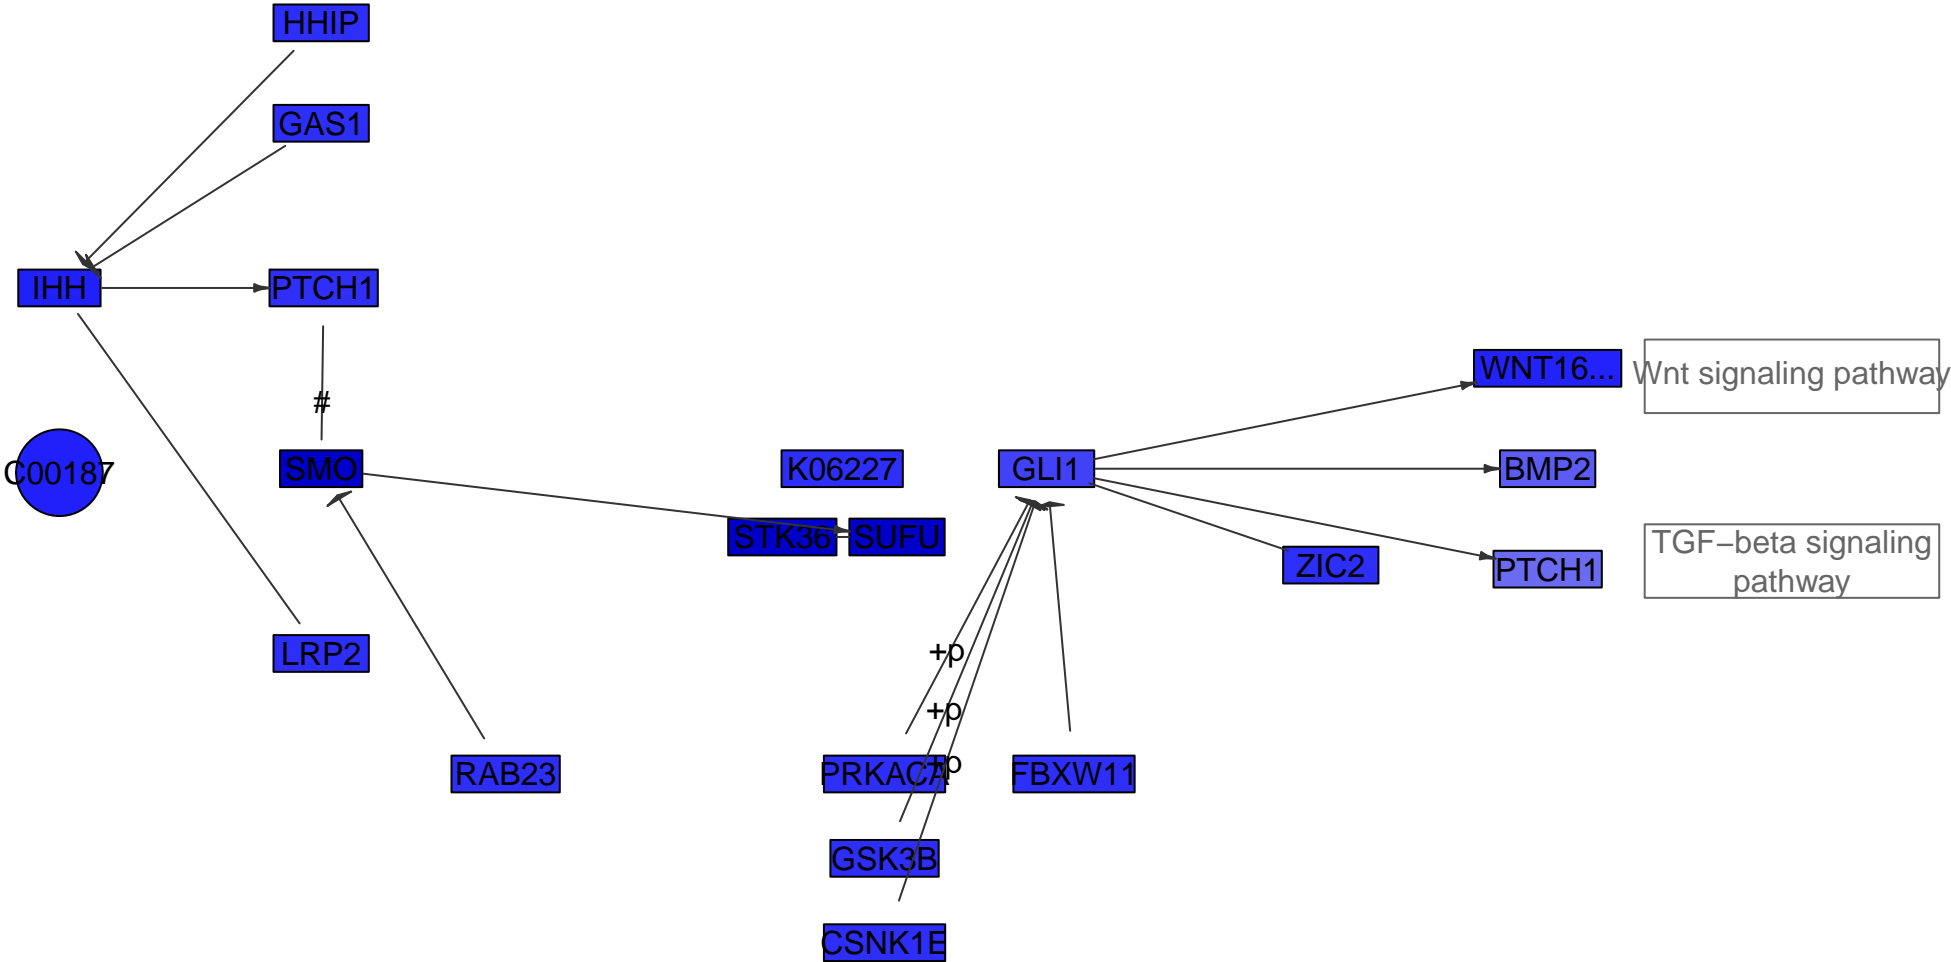 HHIP
GAS1
IHH
PTCH1
WNT16...
Wnt signaling pathway
#
C00187
SMO
K06227
GLI1
BMP2
STK36
SUFU
ZIC2
PTCH1
TGF−beta signaling
pathway
LRP2
+p
+p
+p
RAB23
PRKACA
FBXW11
GSK3B
CSNK1E